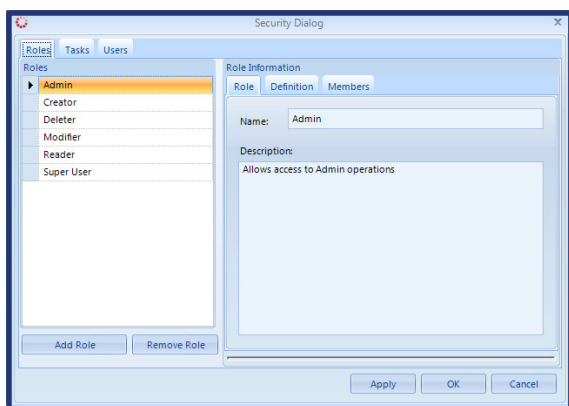 Security Dialog
Roles Tasks Users
Roles
Admin
Creator
Deleter
Modifier
Reader
Super User
Add Role Remove Role
Role Information
Role Definition Members
Name: Admin
Description:
Allows access to Admin operations
Apply OK Cancel